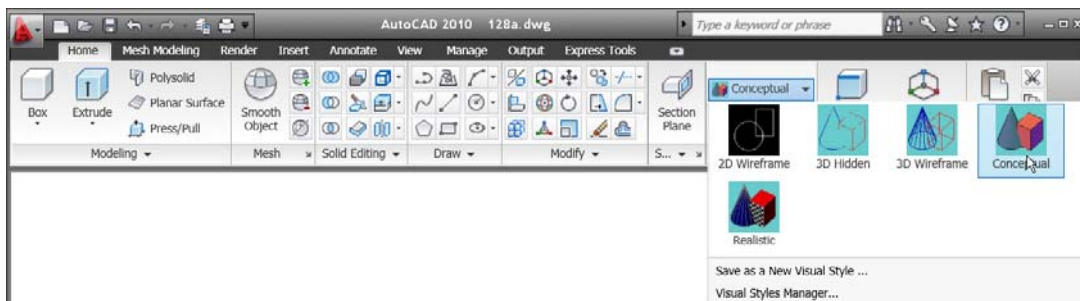 AutoCAD 2010 128a.dwg
Type a keyword or phrase
Home Mesh Modeling Render Insert Annotate View Manage Output Express Tools
Box
Extrude
Polysolid
Planar Surface
Press/Pull
Smooth
Object
Section
Plane
Conceptual
Modeling
Mesh
Solid Editing
Draw
Modify
S...
2D Wireframe
3D Hidden
3D Wireframe
Conceptual
Realistic
Save as a New Visual Style ...
Visual Styles Manager...